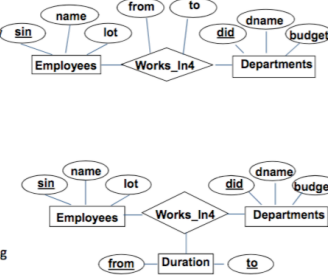 from to
name dname
sin lot did budget
Employees Works_In4 Departments
name dname
sin lot did budge
Employees Works_In4 Departments
g
from Duration to